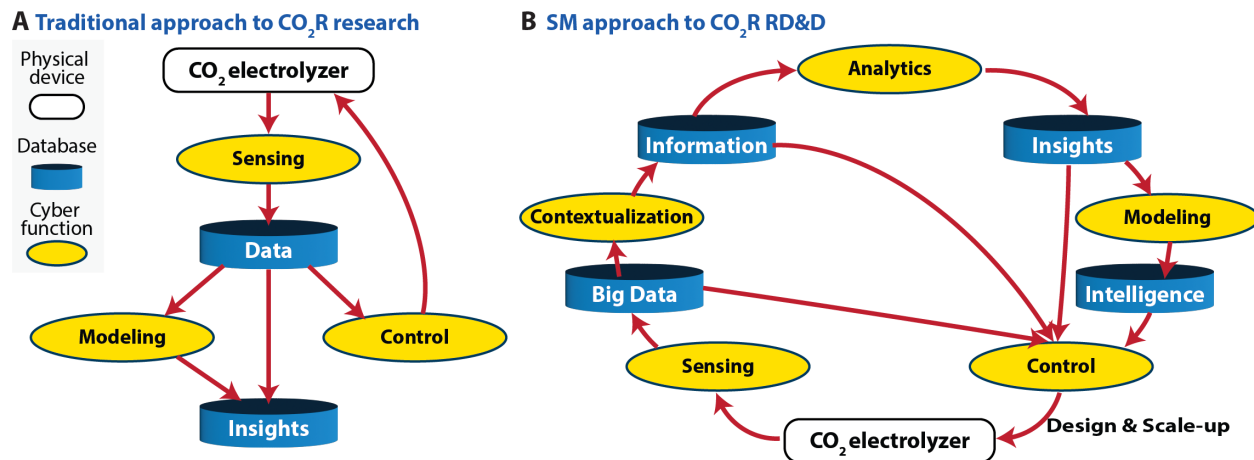 A Traditional approach to CO₂R research
Physical
device
Database
Cyber
function
CO₂ electrolyzer
Sensing
Data
Modeling
Control
Insights
B SM approach to CO₂R RD&D
Analytics
Information
Insights
Contextualization
Modeling
Big Data
Intelligence
Sensing
Control
CO₂ electrolyzer
Design & Scale-up